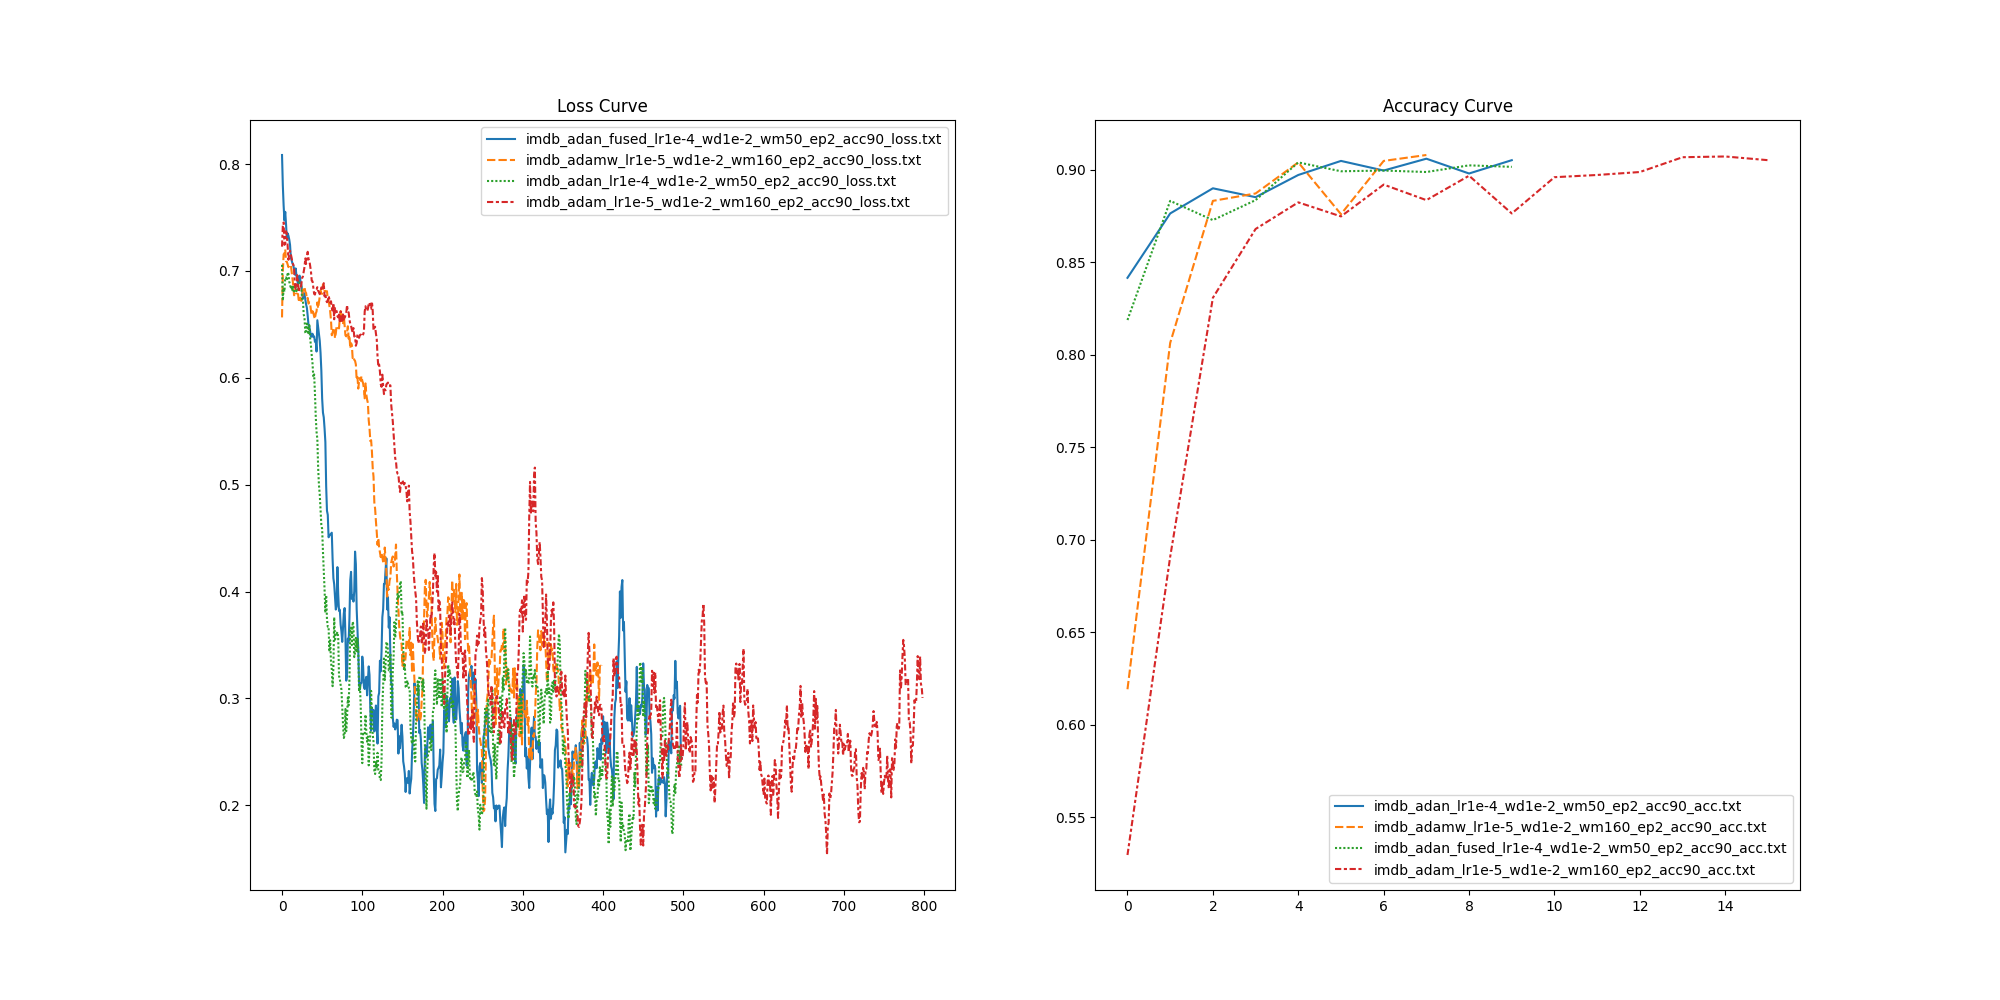 Loss Curve
imdb_adan_fused_lr1e-4_wd1e-2_wm50_ep2_acc90_loss.txt
imdb_adamw_lr1e-5_wd1e-2_wm160_ep2_acc90_loss.txt
imdb_adan_lr1e-4_wd1e-2_wm50_ep2_acc90_loss.txt
imdb_adam_lr1e-5_wd1e-2_wm160_ep2_acc90_loss.txt
0.8
0.7
0.6
0.5
0.4
0.3
0.2
0 100 200 300 400 500 600 700 800
Accuracy Curve
0.90
0.85
0.80
0.75
0.70
0.65
0.60
0.55
imdb_adan_lr1e-4_wd1e-2_wm50_ep2_acc90_acc.txt
imdb_adamw_lr1e-5_wd1e-2_wm160_ep2_acc90_acc.txt
imdb_adan_fused_lr1e-4_wd1e-2_wm50_ep2_acc90_acc.txt
imdb_adam_lr1e-5_wd1e-2_wm160_ep2_acc90_acc.txt
0 2 4 6 8 10 12 14